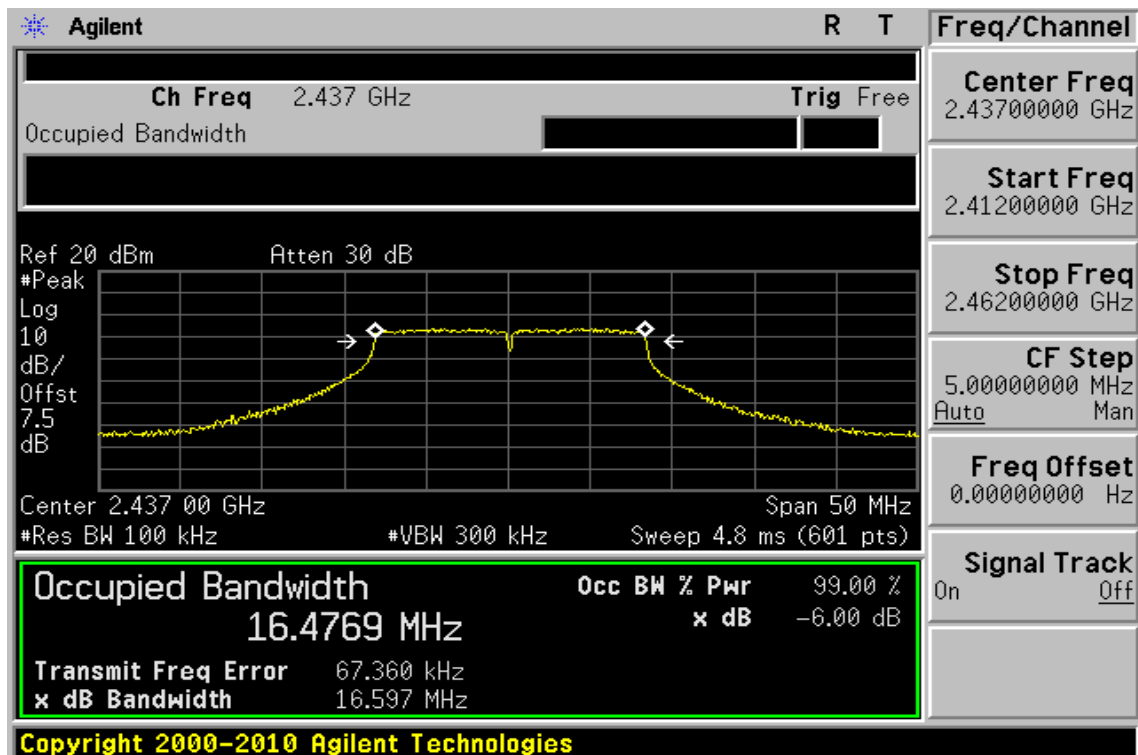 Agilent R T
Freq/Channel
Ch Freq 2.437 GHz Trig Free
Occupied Bandwidth
Center Freq
2.43700000 GHz
Start Freq
2.41200000 GHz
Stop Freq
2.46200000 GHz
CF Step
5.00000000 MHz
Auto Man
Freq Offset
0.00000000 Hz
Signal Track
On Off
Ref 20 dBm Atten 30 dB
#Peak
Log
10
dB/
Offst
7.5
dB
Center 2.437 00 GHz Span 50 MHz
#Res BW 100 kHz #VBW 300 kHz Sweep 4.8 ms (601 pts)
Occupied Bandwidth
16.4769 MHz
Occ BW % Pwr 99.00 %
x dB -6.00 dB
Transmit Freq Error 67.360 kHz
x dB Bandwidth 16.597 MHz
Copyright 2000-2010 Agilent Technologies